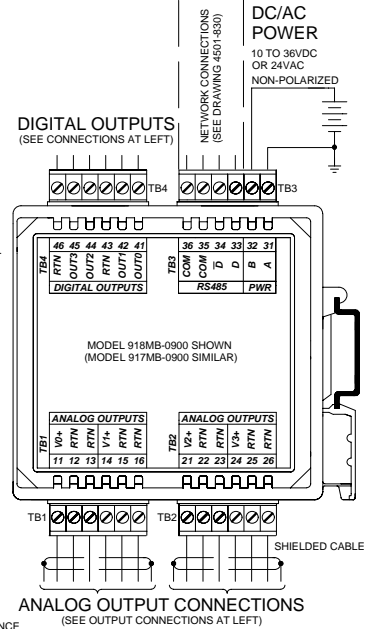 DC/AC
POWER
10 TO 36VDC
OR 24VAC
NON-POLARIZED
NETWORK CONNECTIONS
(SEE DRAWING 4501-830)
DIGITAL OUTPUTS
(SEE CONNECTIONS AT LEFT)
TB4
TB3
46 45 44 43 42 41
TB4
RTN OUT3 OUT2 RTN OUT1 OUT0
DIGITAL OUTPUTS
36 35 34 33 32 31
TB3
COM COM D D B A
RS485 PWR
MODEL 918MB-0900 SHOWN
(MODEL 917MB-0900 SIMILAR)
ANALOG OUTPUTS
TB1
V0+ RTN RTN V1+ RTN RTN
11 12 13 14 15 16
ANALOG OUTPUTS
TB2
V2+ RTN RTN V3+ RTN RTN
21 22 23 24 25 26
TB1
TB2
SHIELDED CABLE
ANALOG OUTPUT CONNECTIONS
(SEE OUTPUT CONNECTIONS AT LEFT)
NCE